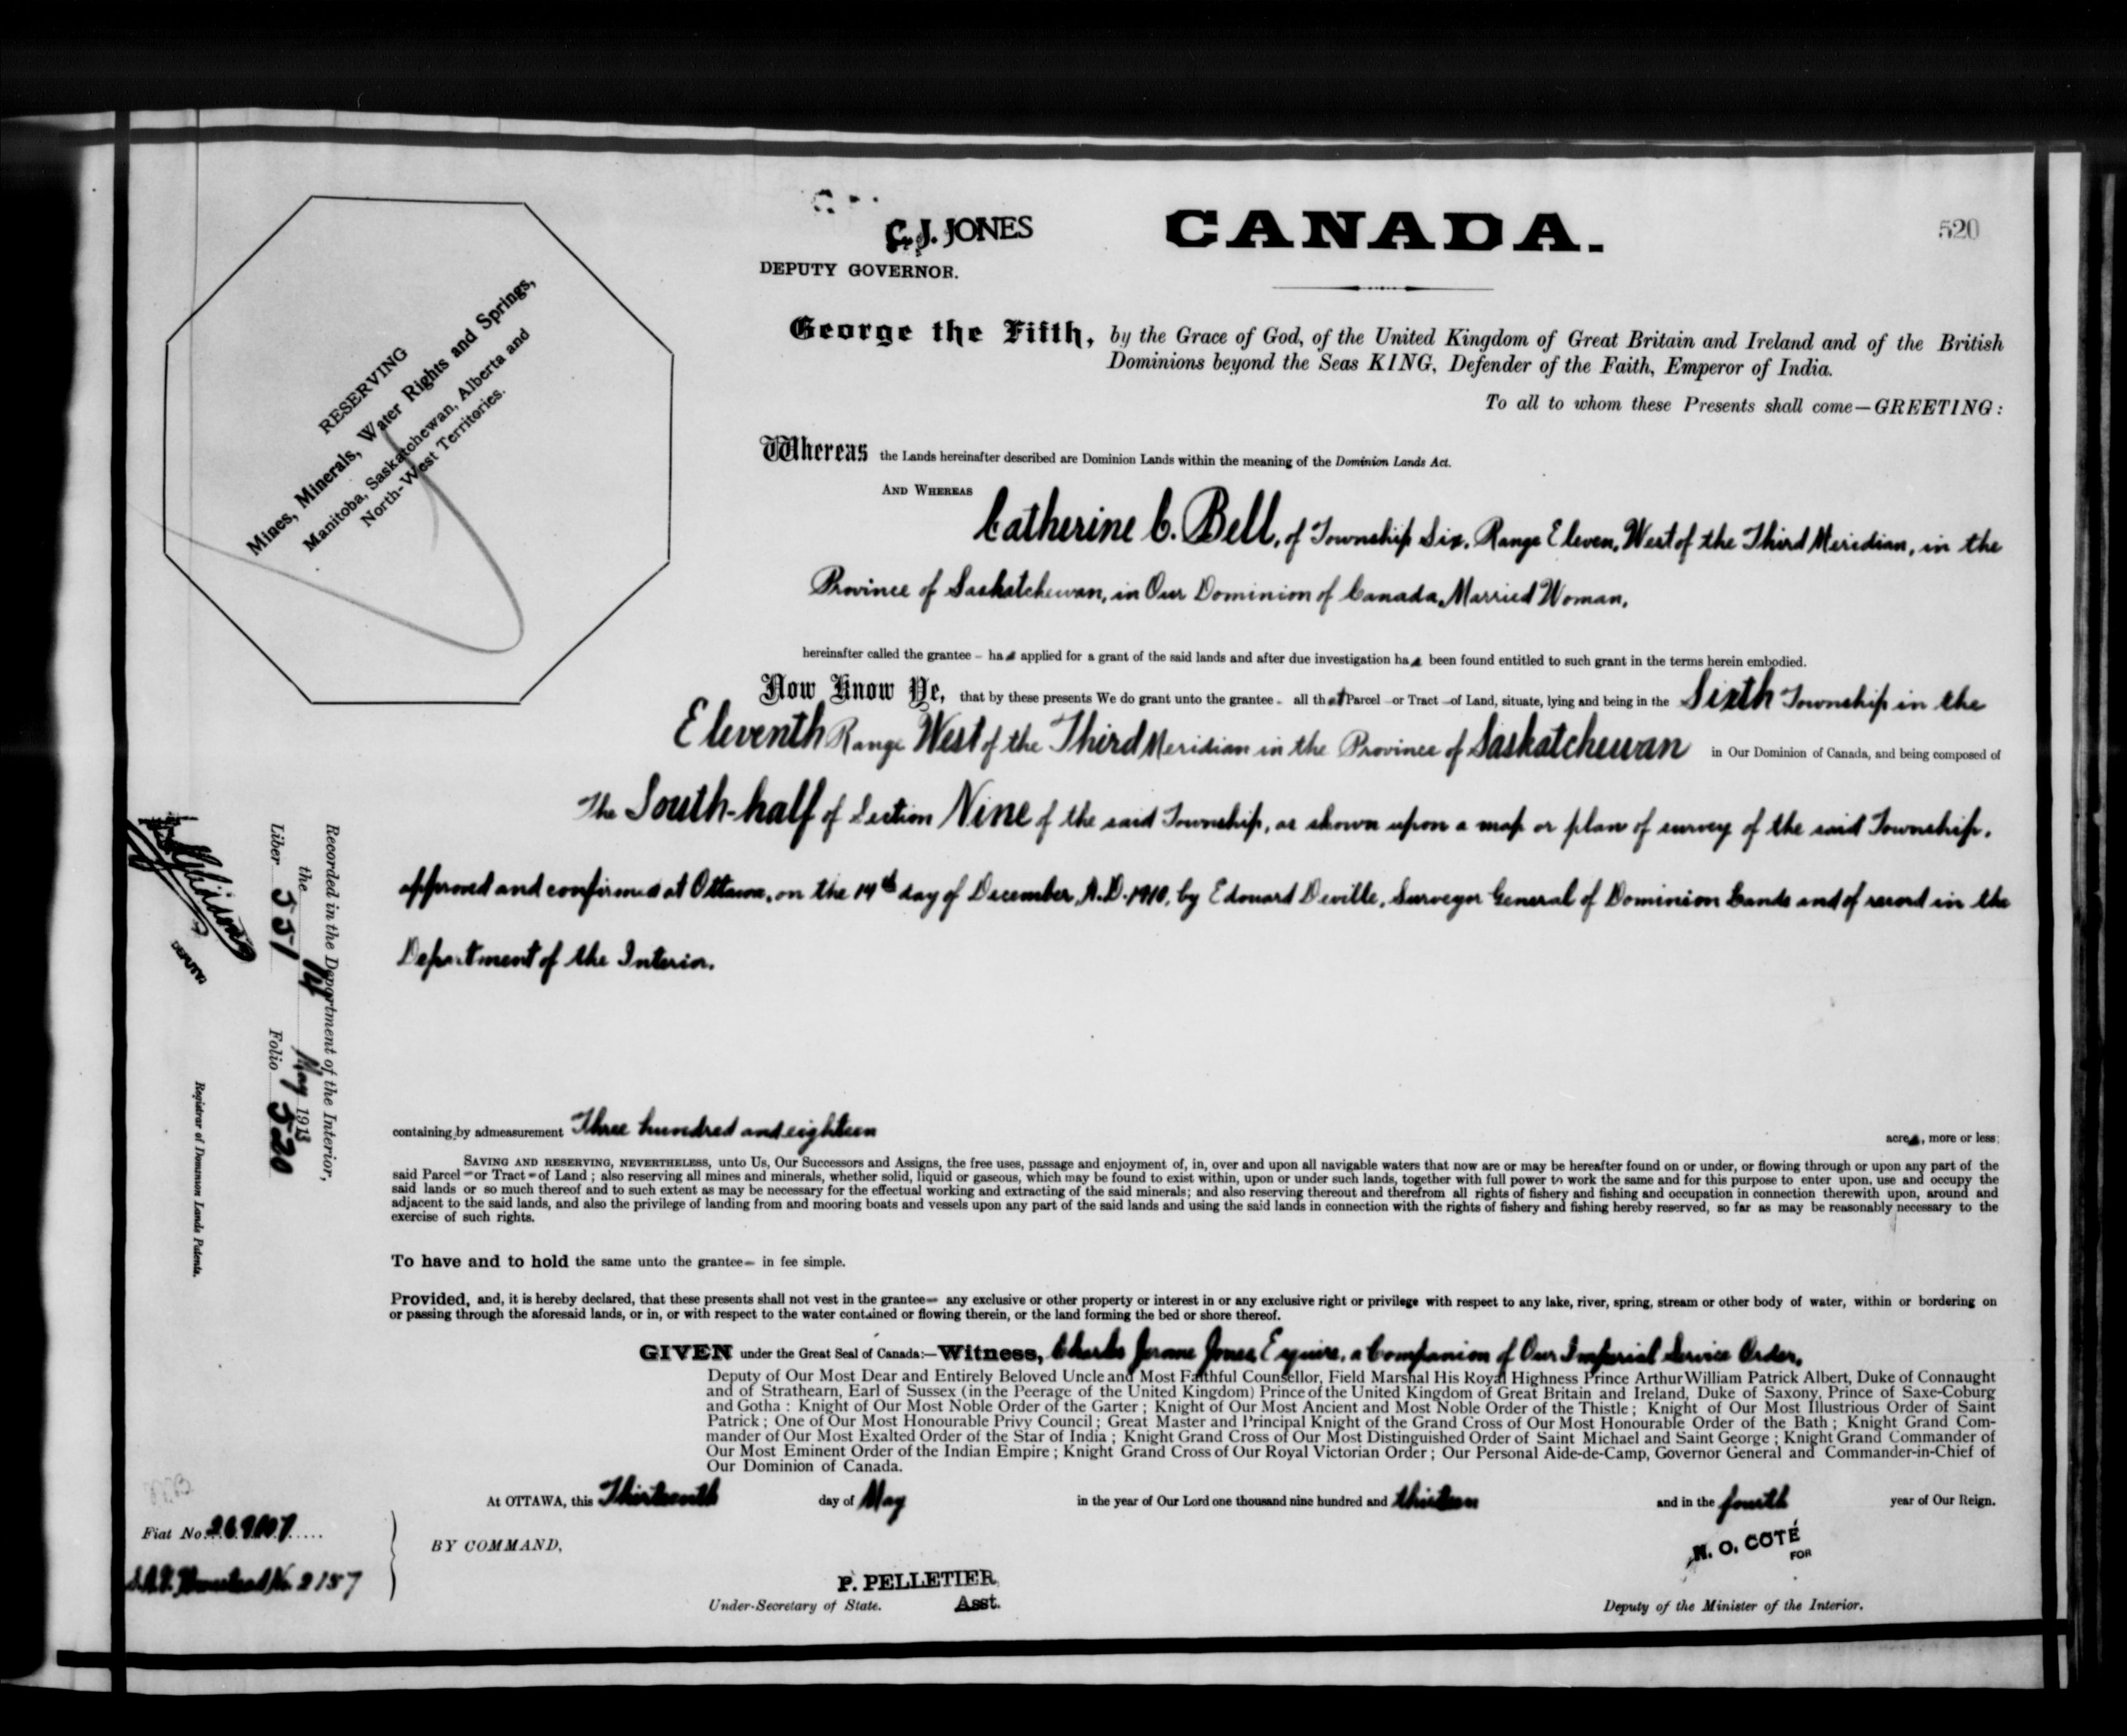 520
C. J. JONES
CANADA.
DEPUTY GOVERNOR.
RESERVING
Mines, Minerals, Water Rights and Springs,
Manitoba, Saskatchewan, Alberta and
North-West Territories.
George the Fifth, by the Grace of God, of the United Kingdom of Great Britain and Ireland and of the British
Dominions beyond the Seas KING, Defender of the Faith, Emperor of India.
To all to whom these Presents shall come—GREETING:
Whereas the Lands hereinafter described are Dominion Lands within the meaning of the Dominion Lands Act.
AND WHEREAS
Catherine C. Bell, of Township Six, Range Eleven, West of the Third Meridian, in the
Province of Saskatchewan, in Our Dominion of Canada, Married Woman,
hereinafter called the grantee – has applied for a grant of the said lands and after due investigation has been found entitled to such grant in the terms herein embodied.
Now Know Ye, that by these presents We do grant unto the grantee – all that Parcel – or Tract – of Land, situate, lying and being in the Sixth Township in the
Eleventh Range West of the Third Meridian in the Province of Saskatchewan in Our Dominion of Canada, and being composed of
The South-half of Section Nine of the said Township, as shown upon a map or plan of survey of the said Township,
approved and confirmed at Ottawa, on the 14th day of December, A.D. 1910, by Edouard Deville, Surveyor General of Dominion Lands and of record in the
Department of the Interior.
containing by admeasurement Three hundred and eighteen acres, more or less;
SAVING AND RESERVING, NEVERTHELESS, unto Us, Our Successors and Assigns, the free uses, passage and enjoyment of, in, over and upon all navigable waters that now are or may be hereafter found on or under, or flowing through or upon any part of the
said Parcel – or Tract – of Land; also reserving all mines and minerals, whether solid, liquid or gaseous, which may be found to exist within, upon or under such lands, together with full power to work the same and for this purpose to enter upon, use and occupy the
said lands or so much thereof and to such extent as may be necessary for the effectual working and extracting of the said minerals; and also reserving thereout and therefrom all rights of fishery and fishing and occupation in connection therewith upon, around and
adjacent to the said lands, and also the privilege of landing from and mooring boats and vessels upon any part of the said lands and using the said lands in connection with the rights of fishery and fishing hereby reserved, so far as may be reasonably necessary to the
exercise of such rights.
To have and to hold the same unto the grantee – in fee simple.
Provided, and, it is hereby declared, that these presents shall not vest in the grantee – any exclusive or other property or interest in or any exclusive right or privilege with respect to any lake, river, spring, stream or other body of water, within or bordering on
or passing through the aforesaid lands, or in, or with respect to the water contained or flowing therein, or the land forming the bed or shore thereof.
GIVEN under the Great Seal of Canada:—Witness, Charles Jerome Jones, Esquire, a Companion of Our Imperial Service Order,
Deputy of Our Most Dear and Entirely Beloved Uncle and Most Faithful Counsellor, Field Marshal His Royal Highness Prince Arthur William Patrick Albert, Duke of Connaught
and of Strathearn, Earl of Sussex (in the Peerage of the United Kingdom) Prince of the United Kingdom of Great Britain and Ireland, Duke of Saxony, Prince of Saxe-Coburg
and Gotha: Knight of Our Most Noble Order of the Garter; Knight of Our Most Ancient and Most Noble Order of the Thistle; Knight of Our Most Illustrious Order of Saint
Patrick; One of Our Most Honourable Privy Council; Great Master and Principal Knight of the Grand Cross of Our Most Honourable Order of the Bath; Knight Grand Com-
mander of Our Most Exalted Order of the Star of India; Knight Grand Cross of Our Most Distinguished Order of Saint Michael and Saint George; Knight Grand Commander of
Our Most Eminent Order of the Indian Empire; Knight Grand Cross of Our Royal Victorian Order; Our Personal Aide-de-Camp, Governor General and Commander-in-Chief of
Our Dominion of Canada.
At OTTAWA, this Thirteenth day of May in the year of Our Lord one thousand nine hundred and thirteen and in the fourth year of Our Reign.
BY COMMAND,
N. O. COTÉ
FOR
P. PELLETIER
Under-Secretary of State. Asst.
Deputy of the Minister of the Interior.
Recorded in the Department of the Interior,
the 14 May 1913
Liber 551 Folio 520
DEPUTY
Registrar of Dominion Lands Patents.
Fiat No.
Homestead No. 2157